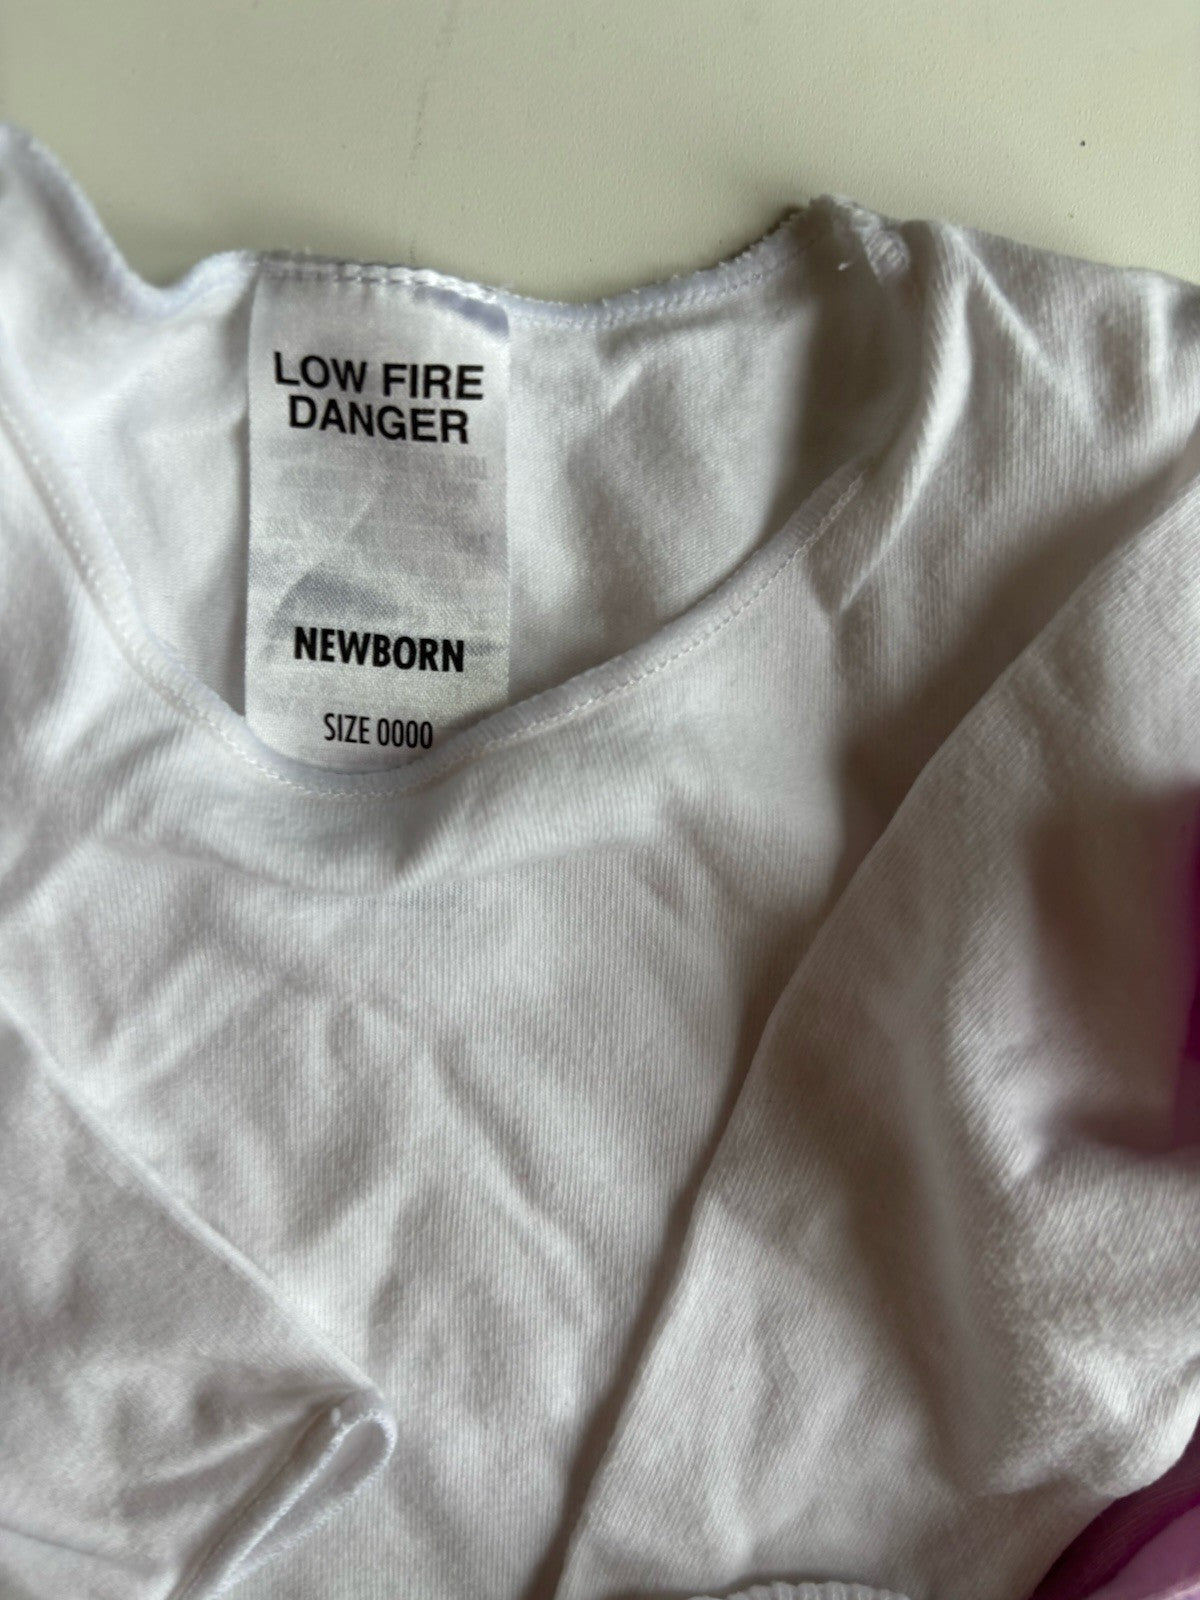 LOW FIRE
DANGER
NEWBORN
SIZE 0000